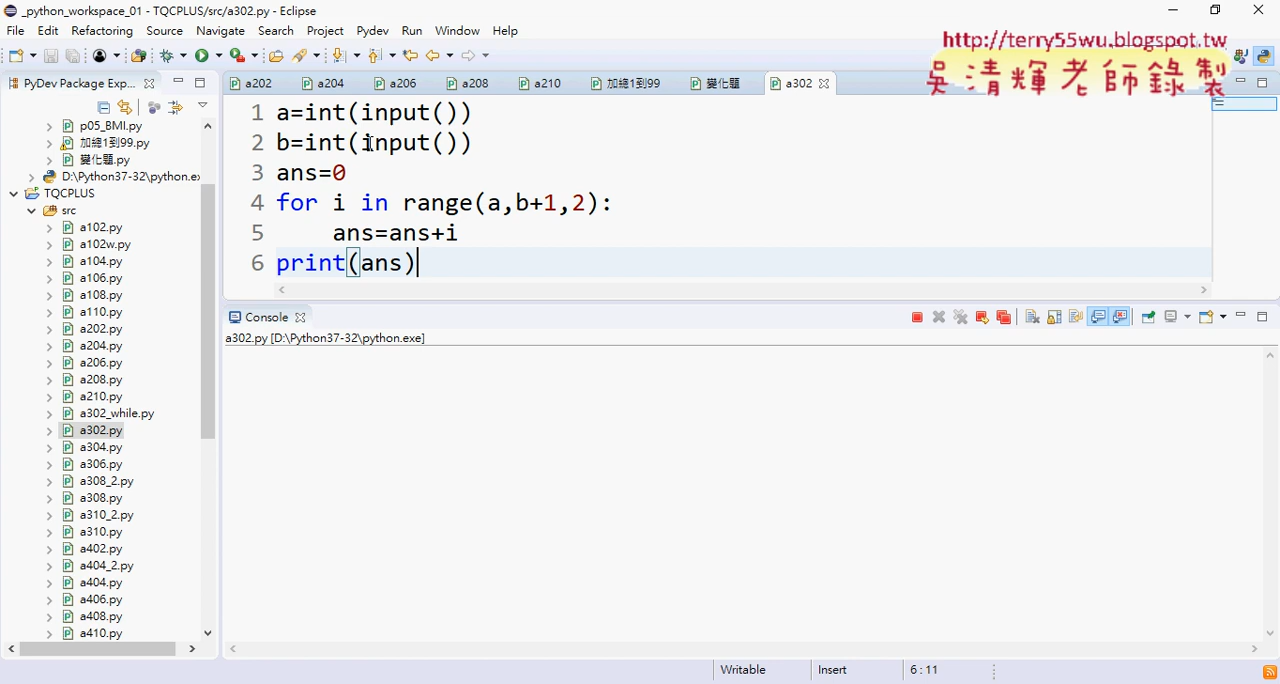 _python_workspace_01 - TQCPLUS/src/a302.py - Eclipse
File Edit Refactoring Source Navigate Search Project Pydev Run Window Help
http://terry55wu.blogspot.tw
吳清輝老師錄製
PyDev Package Exp...
a202 a204 a206 a208 a210 加總1到99 變化題 a302
p05_BMI.py
加總1到99.py
變化題.py
D:\Python37-32\python.ex
TQCPLUS
src
a102.py
a102w.py
a104.py
a106.py
a108.py
a110.py
a202.py
a204.py
a206.py
a208.py
a210.py
a302_while.py
a302.py
a304.py
a306.py
a308_2.py
a308.py
a310_2.py
a310.py
a402.py
a404_2.py
a404.py
a406.py
a408.py
a410.py
1 a=int(input())
2 b=int(input())
3 ans=0
4 for i in range(a,b+1,2):
5 ans=ans+i
6 print(ans)
Console
a302.py [D:\Python37-32\python.exe]
Writable Insert 6 : 11